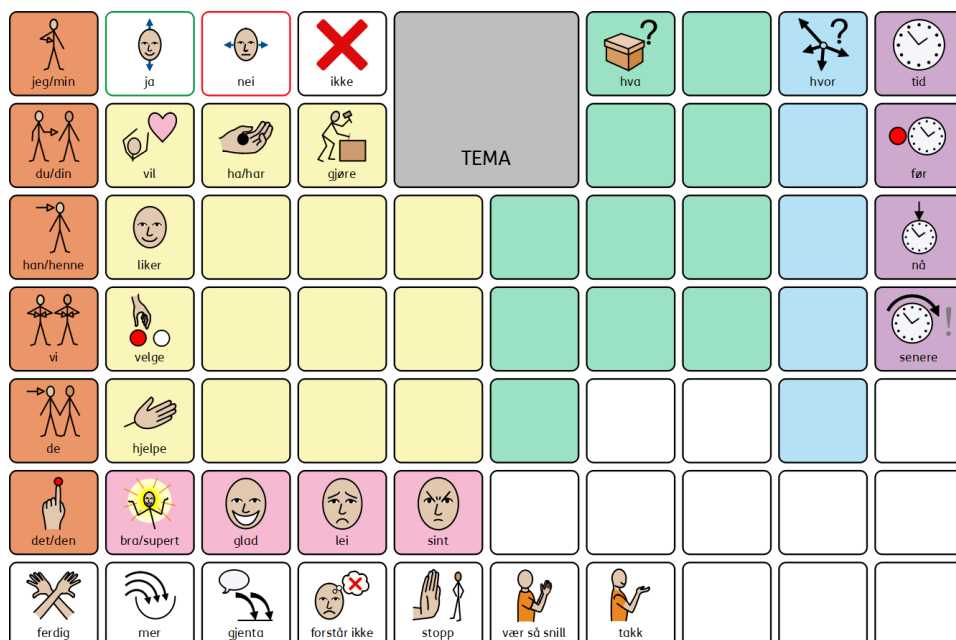 jeg/min
ja
nei
ikke
hva
hvor
tid
du/din
vil
ha/har
gjøre
TEMA
før
han/henne
liker
nå
vi
velge
senere
de
hjelpe
det/den
bra/supert
glad
lei
sint
ferdig
mer
gjenta
forstår ikke
stopp
vær så snill
takk